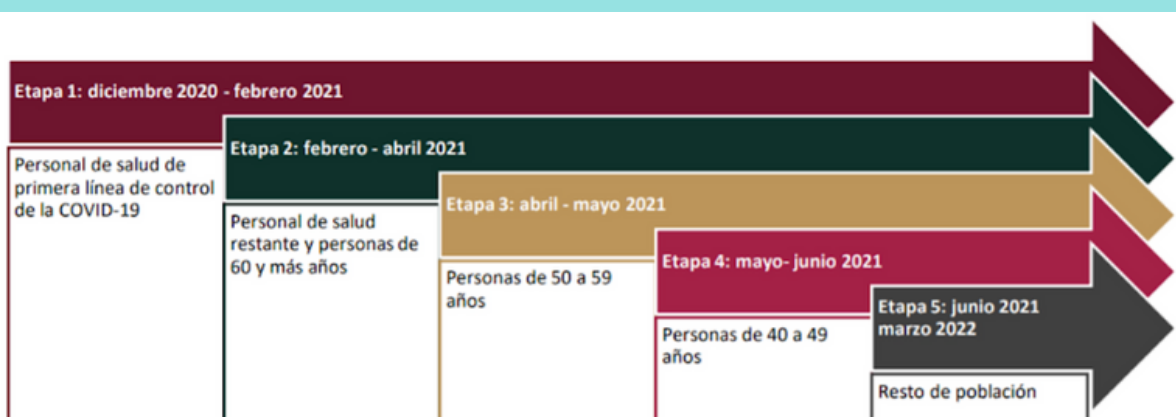 Etapa 1: diciembre 2020 - febrero 2021
Personal de salud de
primera línea de control
de la COVID-19
Etapa 2: febrero - abril 2021
Personal de salud
restante y personas de
60 y más años
Etapa 3: abril - mayo 2021
Personas de 50 a 59
años
Etapa 4: mayo- junio 2021
Personas de 40 a 49
años
Etapa 5: junio 2021
marzo 2022
Resto de población